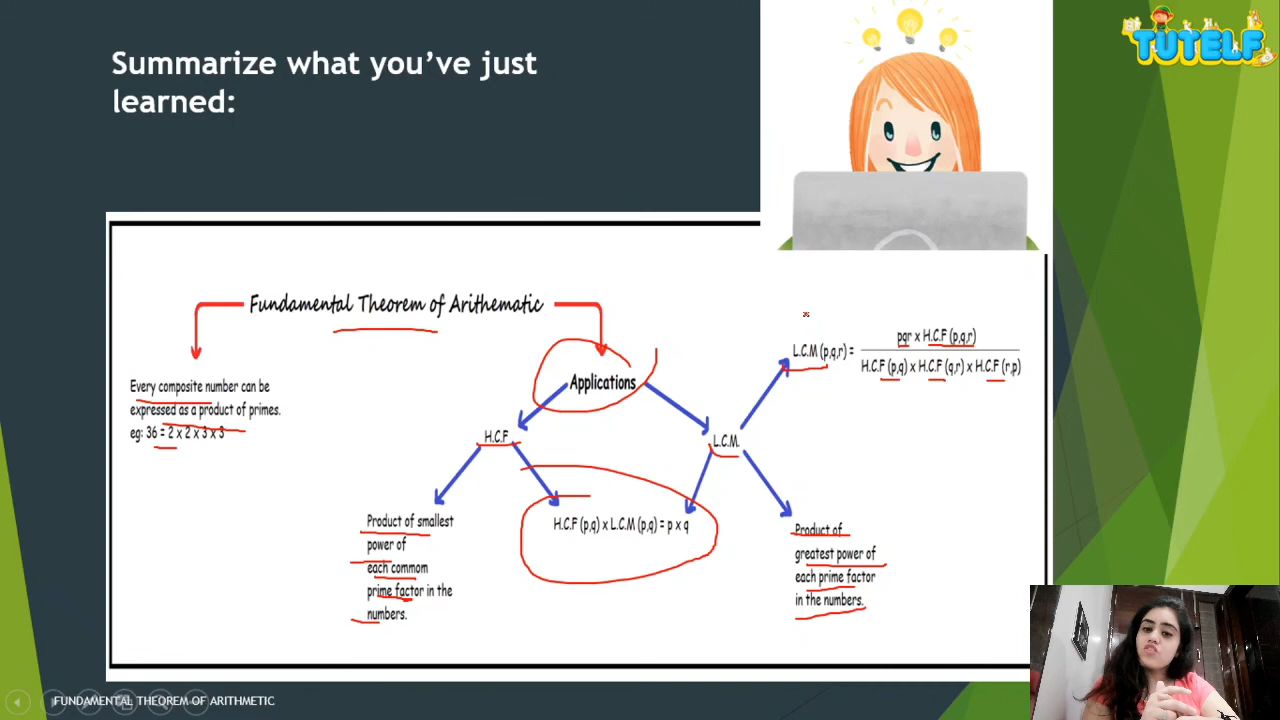 Summarize what you've just
learned:
TUTELF
Fundamental Theorem of Arithematic
Every composite number can be
expressed as a product of primes.
eg: 36 = 2 x 2 x 3 x 3
Applications
H.C.F
L.C.M.
L.C.M (p,q,r) =
pqr x H.C.F (p,q,r)
H.C.F (p,q) x H.C.F (q,r) x H.C.F (r,p)
Product of smallest
power of
each commom
prime factor in the
numbers.
H.C.F (p,q) x L.C.M (p,q) = p x q
Product of
greatest power of
each prime factor
in the numbers.
FUNDAMENTAL THEOREM OF ARITHMETIC